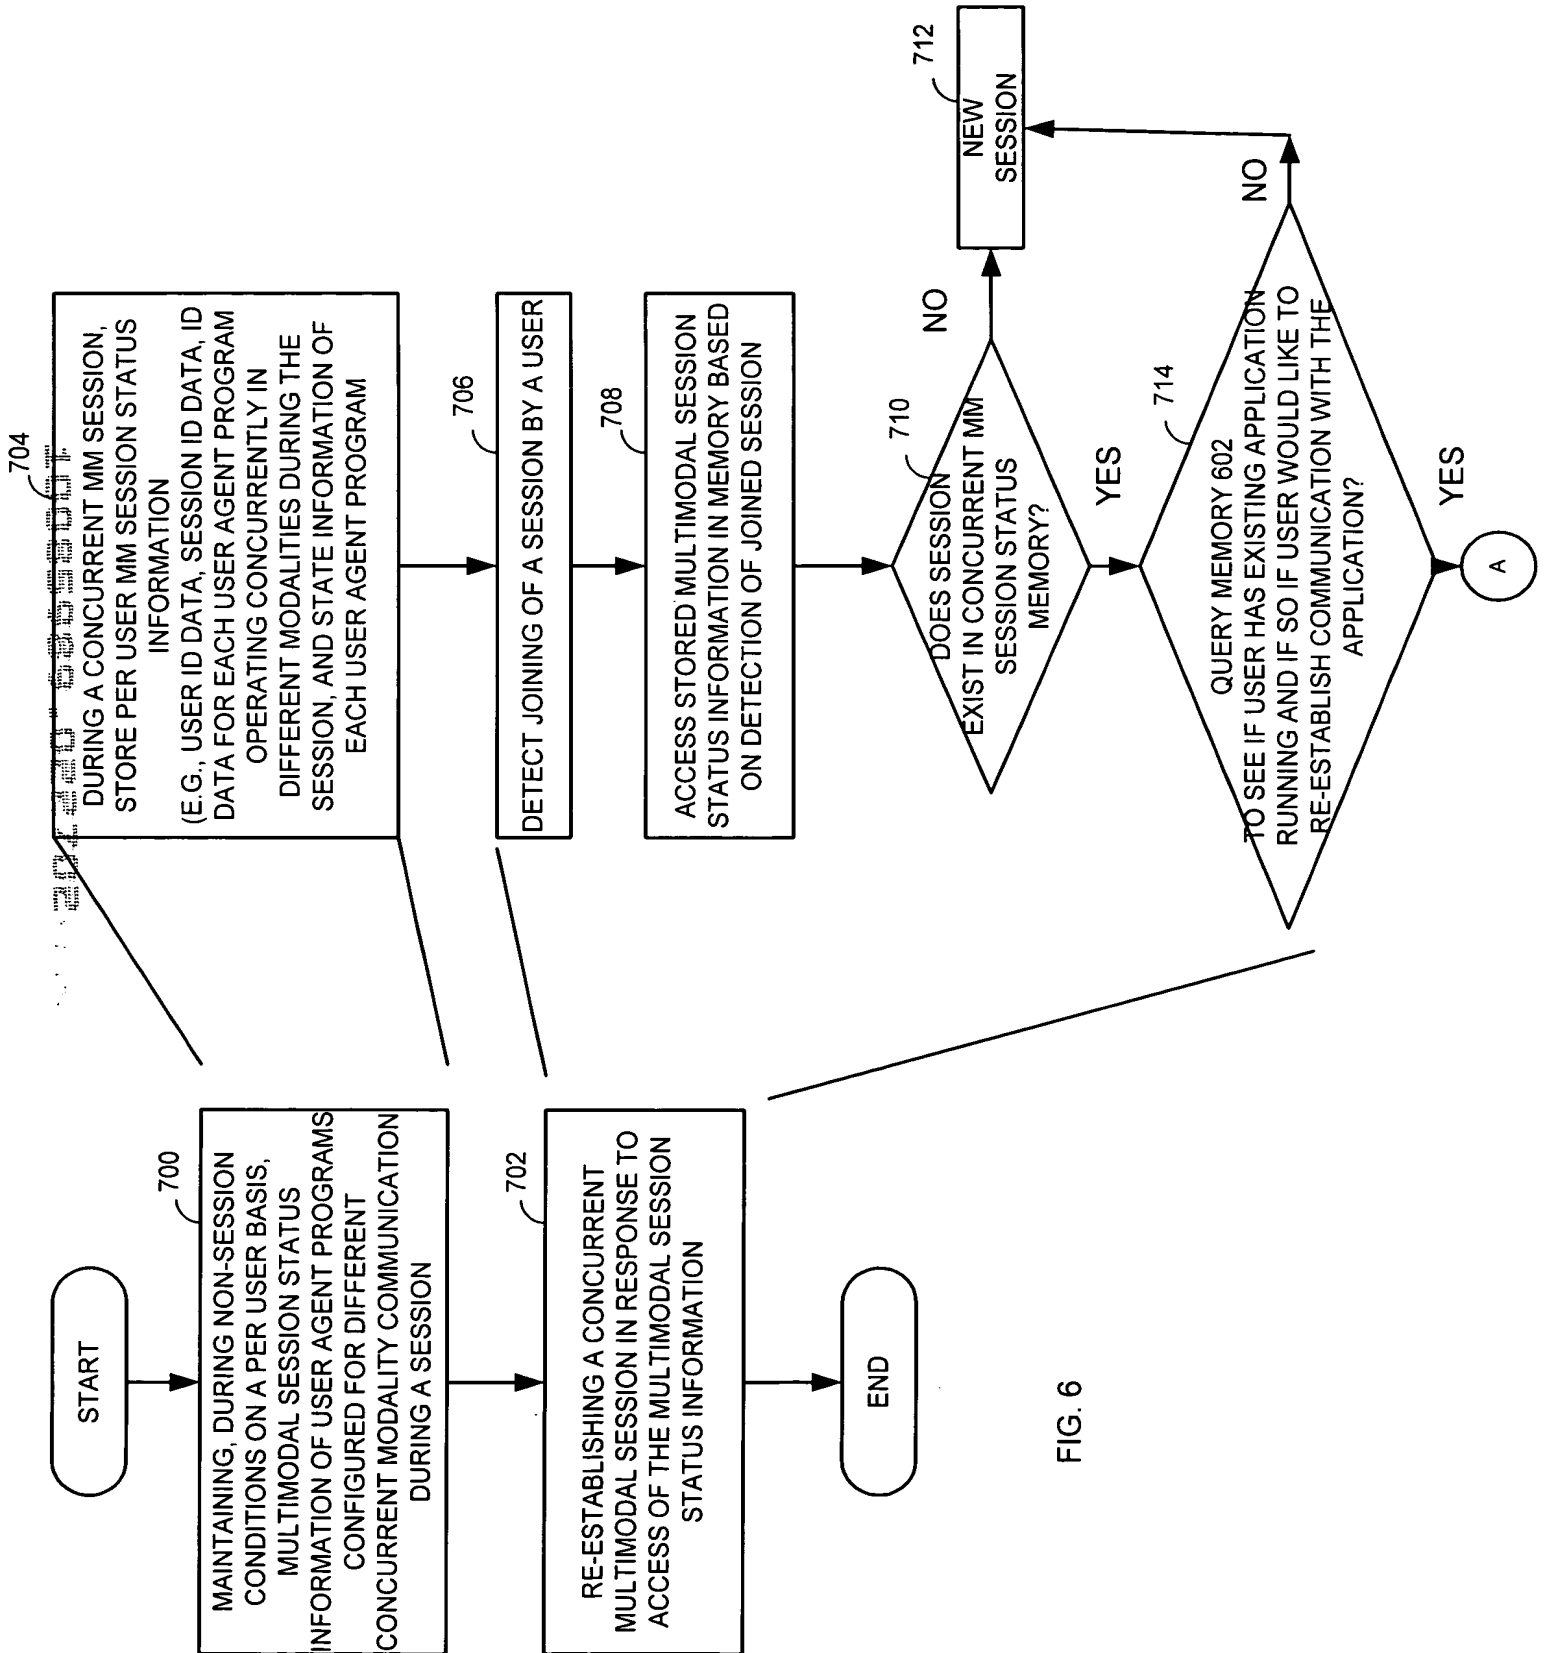 START
700
MAINTAINING, DURING NON-SESSION
CONDITIONS ON A PER USER BASIS,
MULTIMODAL SESSION STATUS
INFORMATION OF USER AGENT PROGRAMS
CONFIGURED FOR DIFFERENT
CONCURRENT MODALITY COMMUNICATION
DURING A SESSION
702
RE-ESTABLISHING A CONCURRENT
MULTIMODAL SESSION IN RESPONSE TO
ACCESS OF THE MULTIMODAL SESSION
STATUS INFORMATION
END
FIG. 6
704
DURING A CONCURRENT MM SESSION,
STORE PER USER MM SESSION STATUS
INFORMATION
(E.G., USER ID DATA, SESSION ID DATA, ID
DATA FOR EACH USER AGENT PROGRAM
OPERATING CONCURRENTLY IN
DIFFERENT MODALITIES DURING THE
SESSION, AND STATE INFORMATION OF
EACH USER AGENT PROGRAM
706
DETECT JOINING OF A SESSION BY A USER
708
ACCESS STORED MULTIMODAL SESSION
STATUS INFORMATION IN MEMORY BASED
ON DETECTION OF JOINED SESSION
710
DOES SESSION
EXIST IN CONCURRENT MM
SESSION STATUS
MEMORY?
NO
712
NEW
SESSION
YES
714
QUERY MEMORY 602
TO SEE IF USER HAS EXISTING APPLICATION
RUNNING AND IF SO IF USER WOULD LIKE TO
RE-ESTABLISH COMMUNICATION WITH THE
APPLICATION?
NO
YES
A